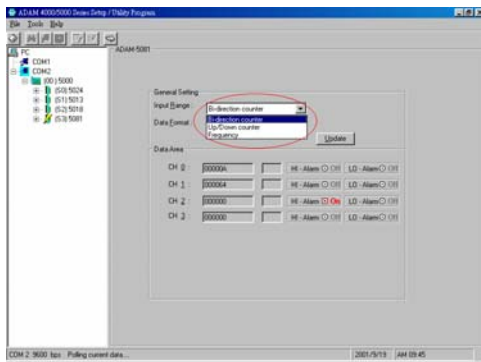 ADAM 4000/5000 Series Setup / Utility Program
File Tools Help
PC
COM1
COM2
(00) 5000
(S0) 5024
(S1) 5013
(S2) 5018
(S3) 5081
ADAM-5081
General Setting
Input Range: Bi-direction counter
Bi-direction counter
Up/Down counter
Frequency
Data Format
Update
Data Area
CH 0: 00000A HI - Alarm Off LO - Alarm Off
CH 1: 000064 HI - Alarm Off LO - Alarm Off
CH 2: 000000 HI - Alarm On LO - Alarm Off
CH 3: 000000 HI - Alarm Off LO - Alarm Off
COM 2 9600 bps Polling current data... 2001/9/19 AM 09:45